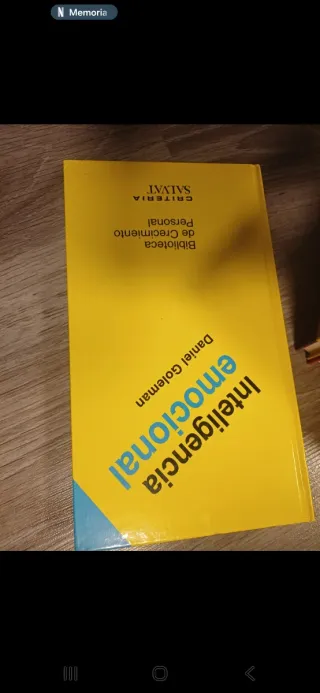 Memoria
Inteligencia
emocional
Daniel Goleman
Biblioteca
de Crecimiento
Personal
CRITERIA
SALVAT